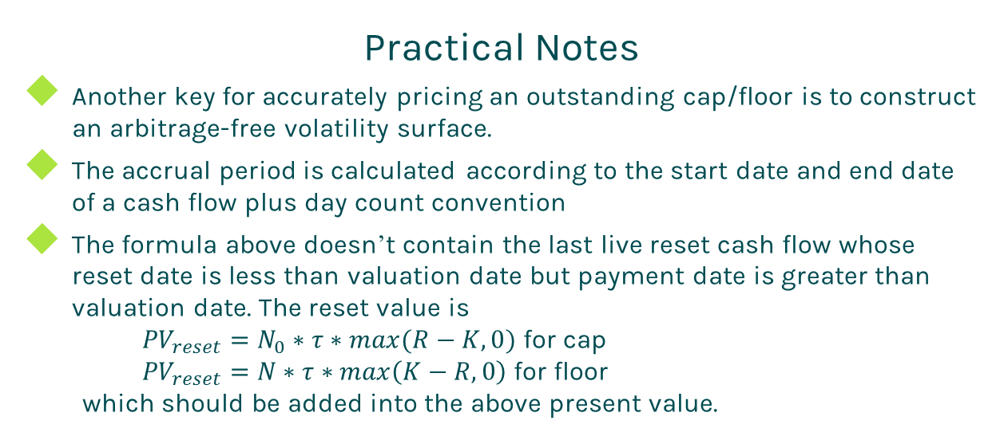 Practical Notes
Another key for accurately pricing an outstanding cap/floor is to construct
an arbitrage-free volatility surface.
The accrual period is calculated according to the start date and end date
of a cash flow plus day count convention
The formula above doesn’t contain the last live reset cash flow whose
reset date is less than valuation date but payment date is greater than
valuation date. The reset value is
𝑃𝑉_{𝑟𝑒𝑠𝑒𝑡} = 𝑁₀ ∗ 𝜏 ∗ 𝑚𝑎𝑥(𝑅 − 𝐾, 0) for cap
𝑃𝑉_{𝑟𝑒𝑠𝑒𝑡} = 𝑁 ∗ 𝜏 ∗ 𝑚𝑎𝑥(𝐾 − 𝑅, 0) for floor
which should be added into the above present value.